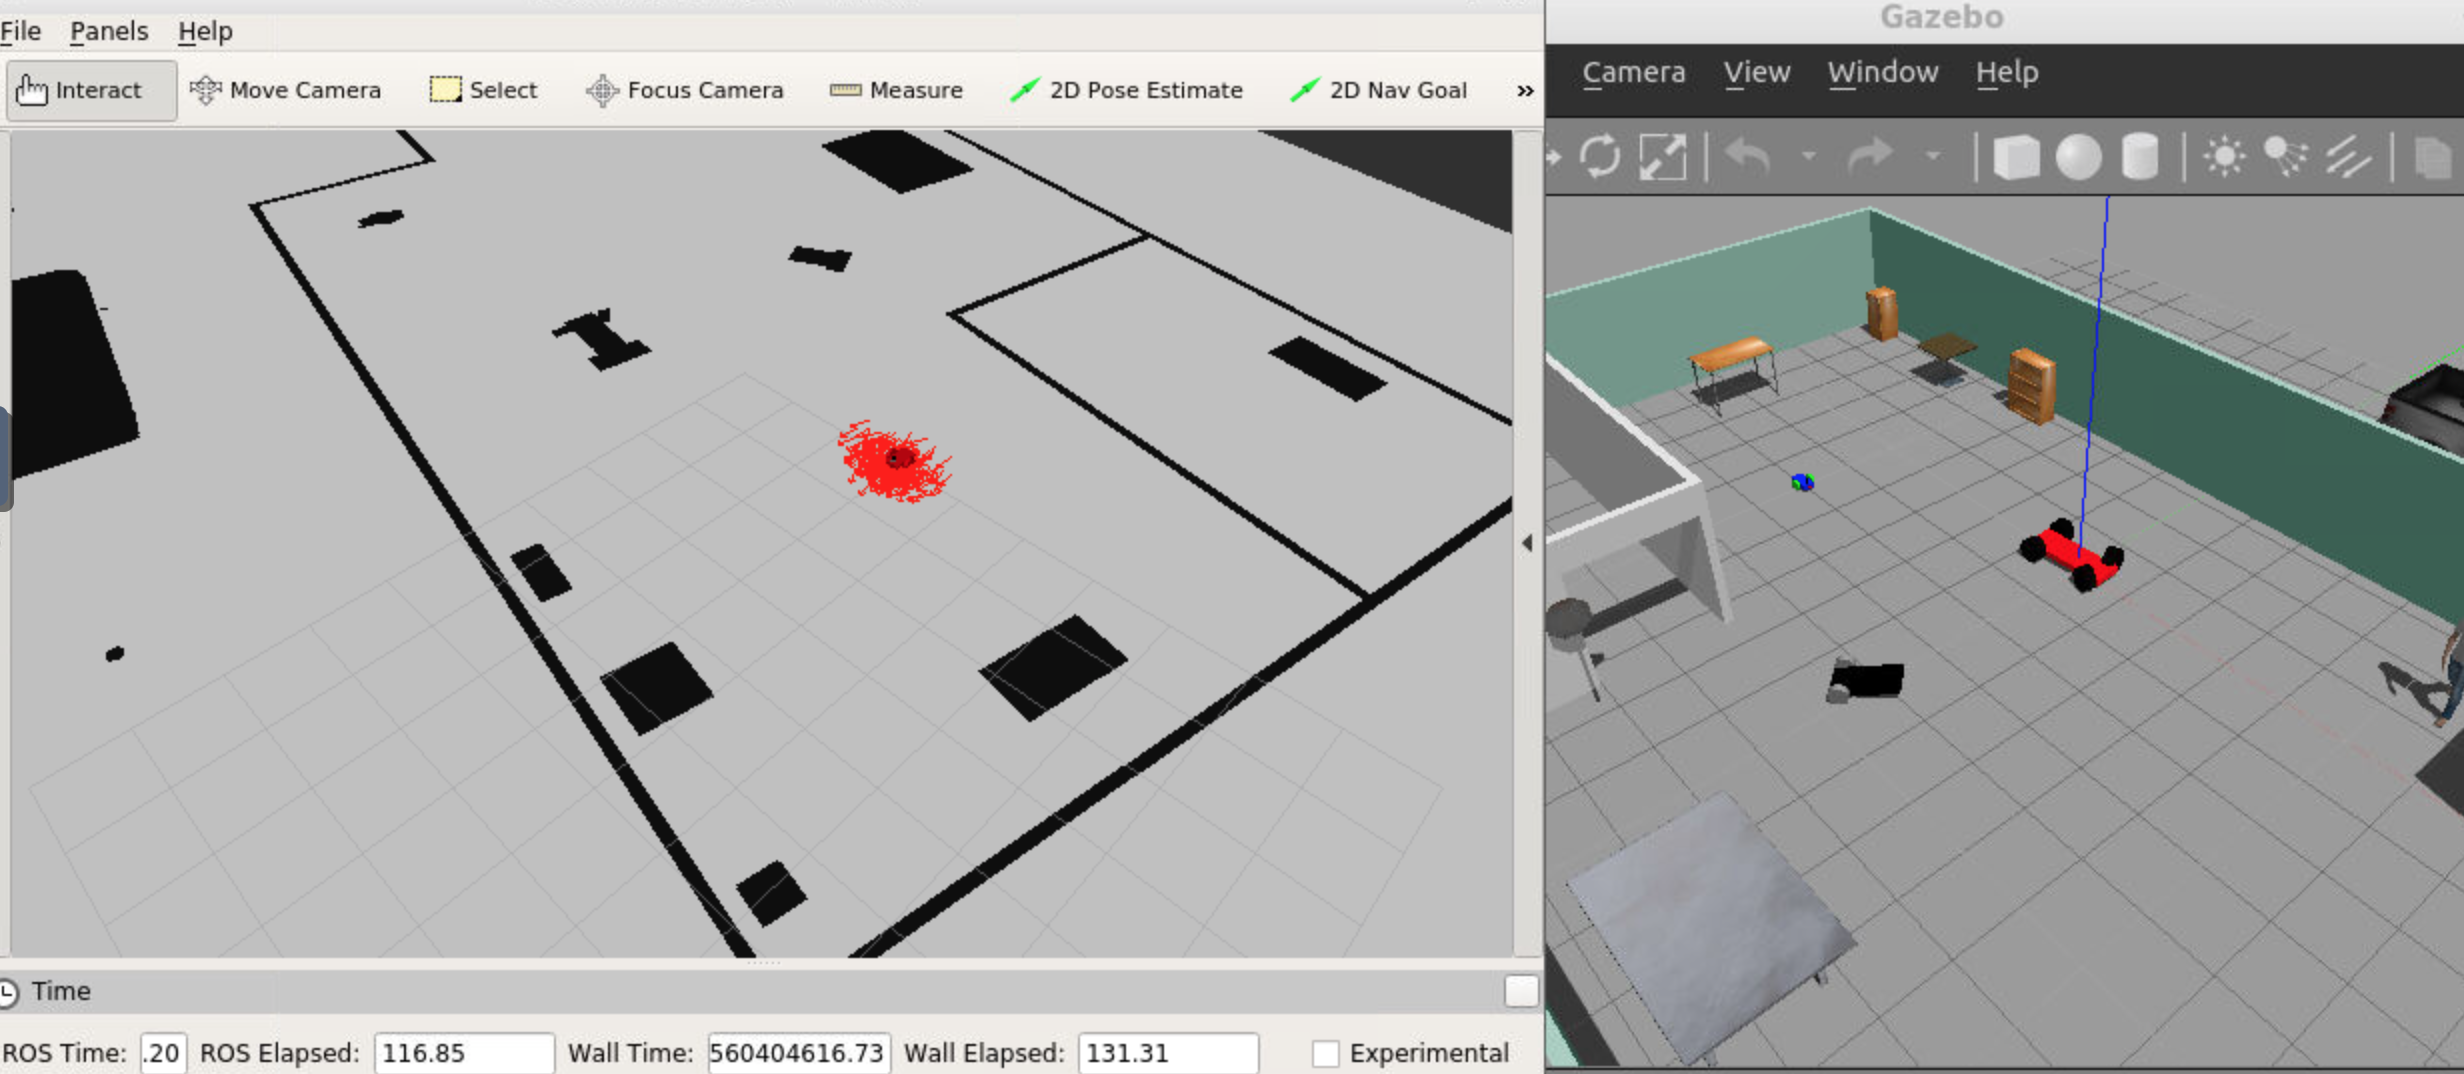 File Panels Help
Interact Move Camera Select Focus Camera Measure 2D Pose Estimate 2D Nav Goal »
Time
ROS Time: .20 ROS Elapsed: 116.85 Wall Time: 560404616.73 Wall Elapsed: 131.31 Experimental
Gazebo
Camera View Window Help